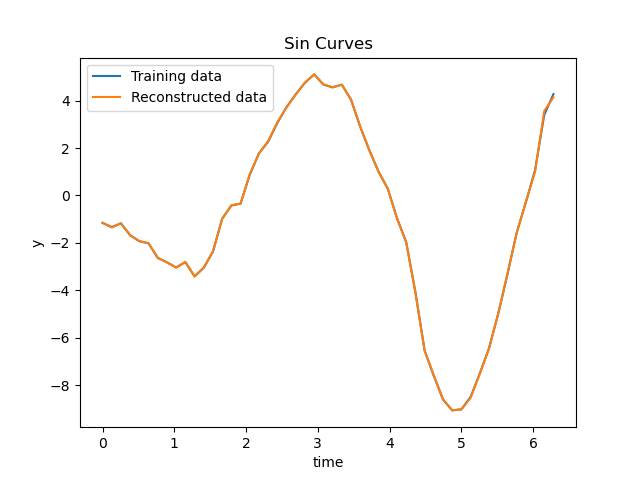 Sin Curves
Training data
Reconstructed data
4
2
0
−2
−4
−6
−8
y
0 1 2 3 4 5 6
time